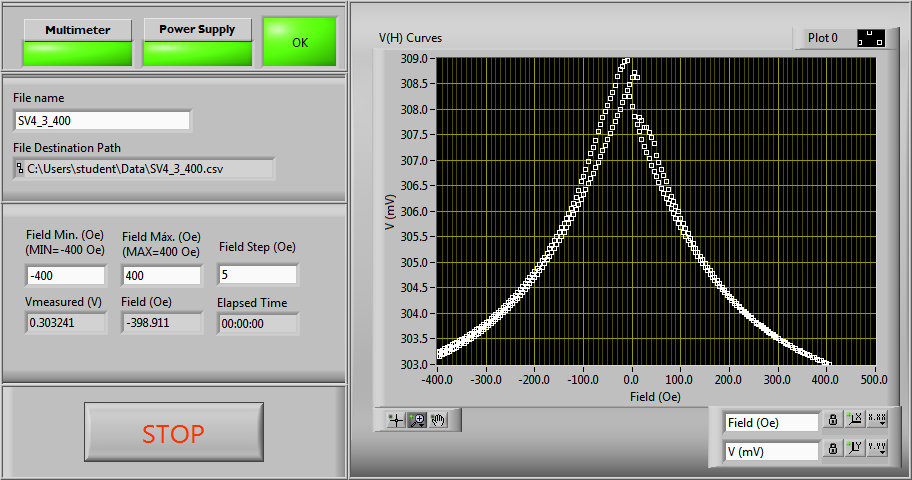 Multimeter
Power Supply
OK
File name
SV4_3_400
File Destination Path
C:\Users\student\Data\SV4_3_400.csv
Field Min. (Oe)
(MIN=-400 Oe)
Field Máx. (Oe)
(MAX=400 Oe)
Field Step (Oe)
-400
400
5
Vmeasured (V)
Field (Oe)
Elapsed Time
0.303241
-398.911
00:00:00
STOP
V(H) Curves
Plot 0
V (mV)
309.0
308.5
308.0
307.5
307.0
306.5
306.0
305.5
305.0
304.5
304.0
303.5
303.0
-400.0 -300.0 -200.0 -100.0 0.0 100.0 200.0 300.0 400.0 500.0
Field (Oe)
Field (Oe)
X
X.XX
V (mV)
Y
Y.YY